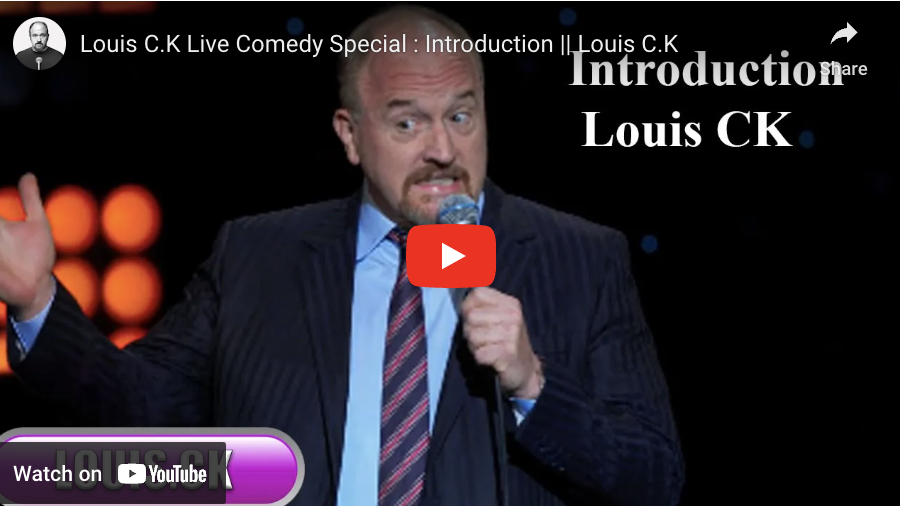 Louis C.K Live Comedy Special : Introduction || Louis C.K
Share
Introduction
Louis CK
LOUIS.CK
Watch on YouTube